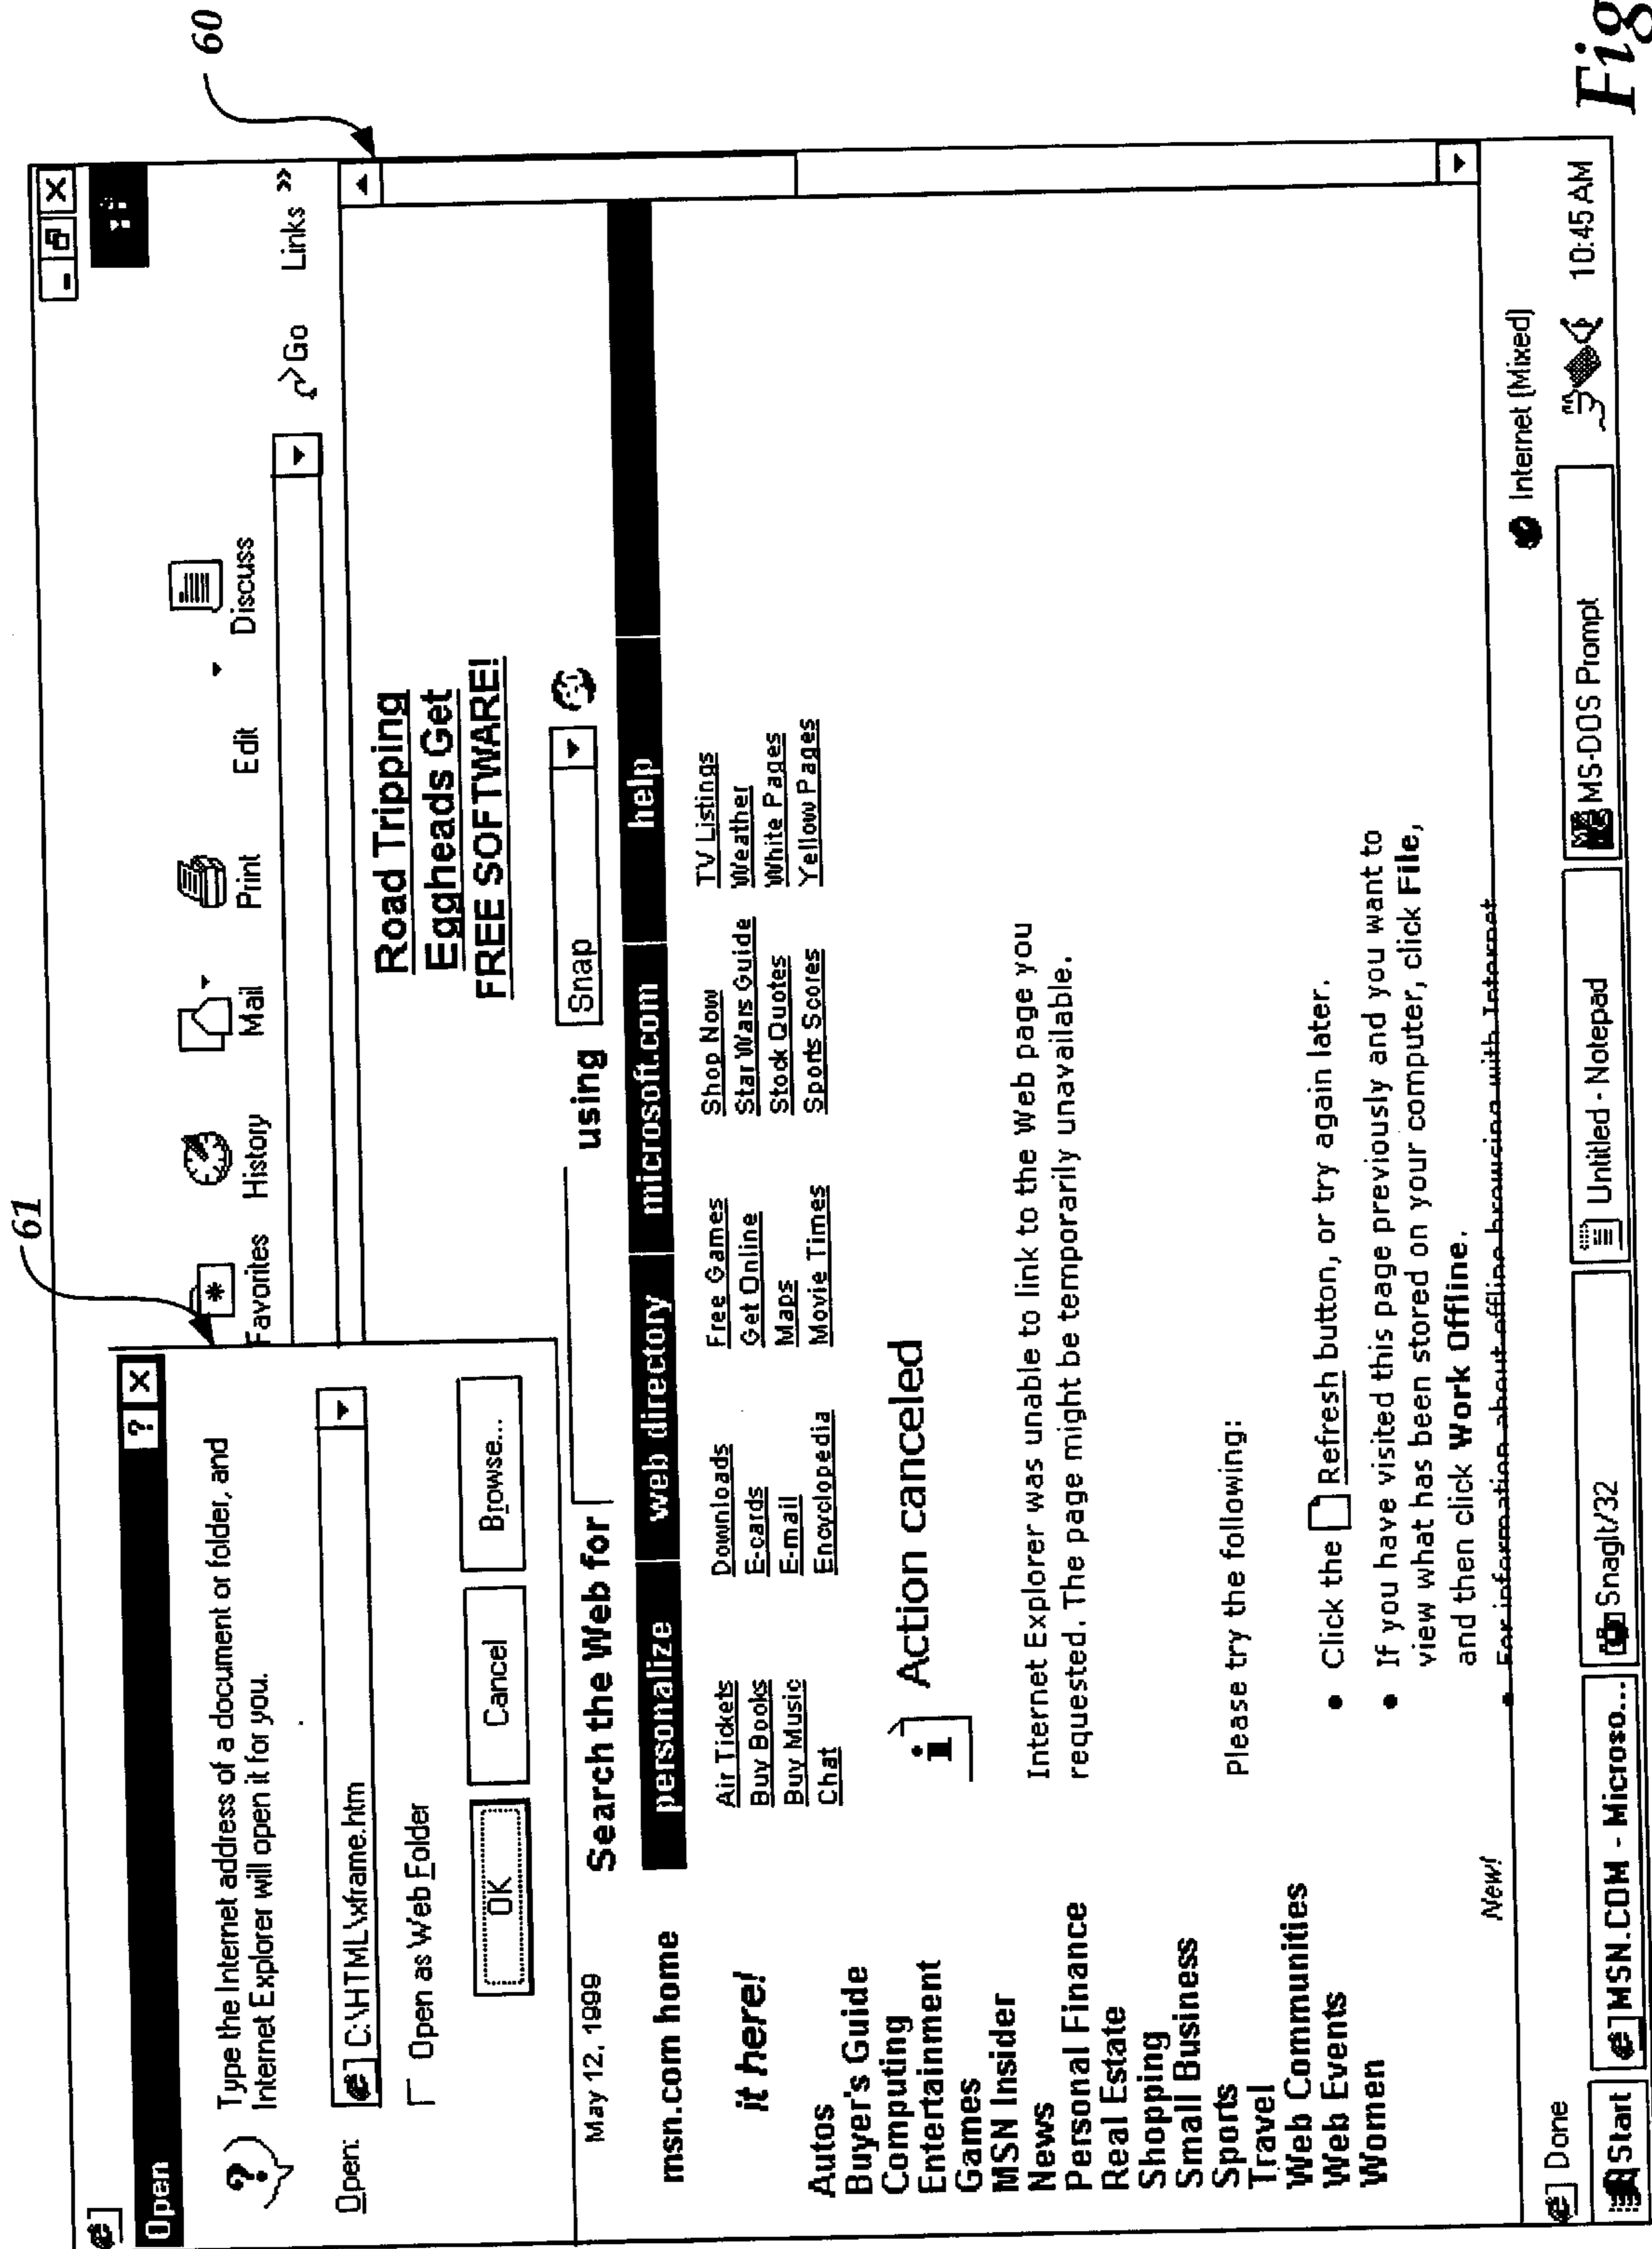 61
60
Open
?
X
Links »
Type the Internet address of a document or folder, and
Internet Explorer will open it for you.
Open:
C:\HTML\xframe.htm
Open as Web Folder
OK
Cancel
Browse...
Favorites
History
Mail
Print
Edit
Discuss
Go
Road Tripping
Eggheads Get
FREE SOFTWARE!
May 12, 1999
Search the Web for
using
Snap
msn.com home
personalize
web directory
microsoft.com
help
it here!
Air Tickets
Downloads
Free Games
Shop Now
TV Listings
Buy Books
E-cards
Get Online
Star Wars Guide
Weather
Buy Music
E-mail
Maps
Stock Quotes
White Pages
Chat
Encyclopedia
Movie Times
Sports Scores
Yellow Pages
Autos
Buyer's Guide
Computing
Entertainment
Games
MSN Insider
News
Personal Finance
Real Estate
Shopping
Small Business
Sports
Travel
Web Communities
Web Events
Women
New!
i
Action canceled
Internet Explorer was unable to link to the Web page you
requested. The page might be temporarily unavailable.
Please try the following:
• Click the Refresh button, or try again later.
• If you have visited this page previously and you want to
view what has been stored on your computer, click File,
and then click Work Offline.
• For information about offline browsing with Internet
Done
Internet (Mixed)
Start
MSN.COM - Microso...
SnagIt/32
Untitled - Notepad
MS-DOS Prompt
10:45 AM
Fig